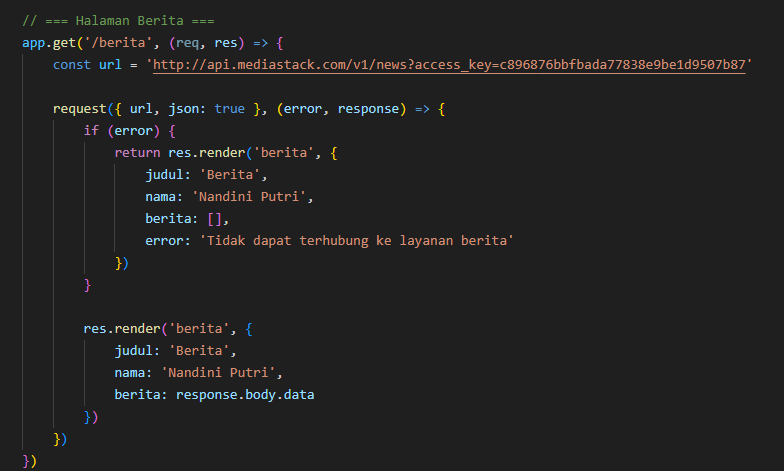 // === Halaman Berita ===
app.get('/berita', (req, res) => {
const url = 'http://api.mediastack.com/v1/news?access_key=c896876bbfbada77838e9be1d9507b87'
request({ url, json: true }, (error, response) => {
if (error) {
return res.render('berita', {
judul: 'Berita',
nama: 'Nandini Putri',
berita: [],
error: 'Tidak dapat terhubung ke layanan berita'
})
}
res.render('berita', {
judul: 'Berita',
nama: 'Nandini Putri',
berita: response.body.data
})
})
})